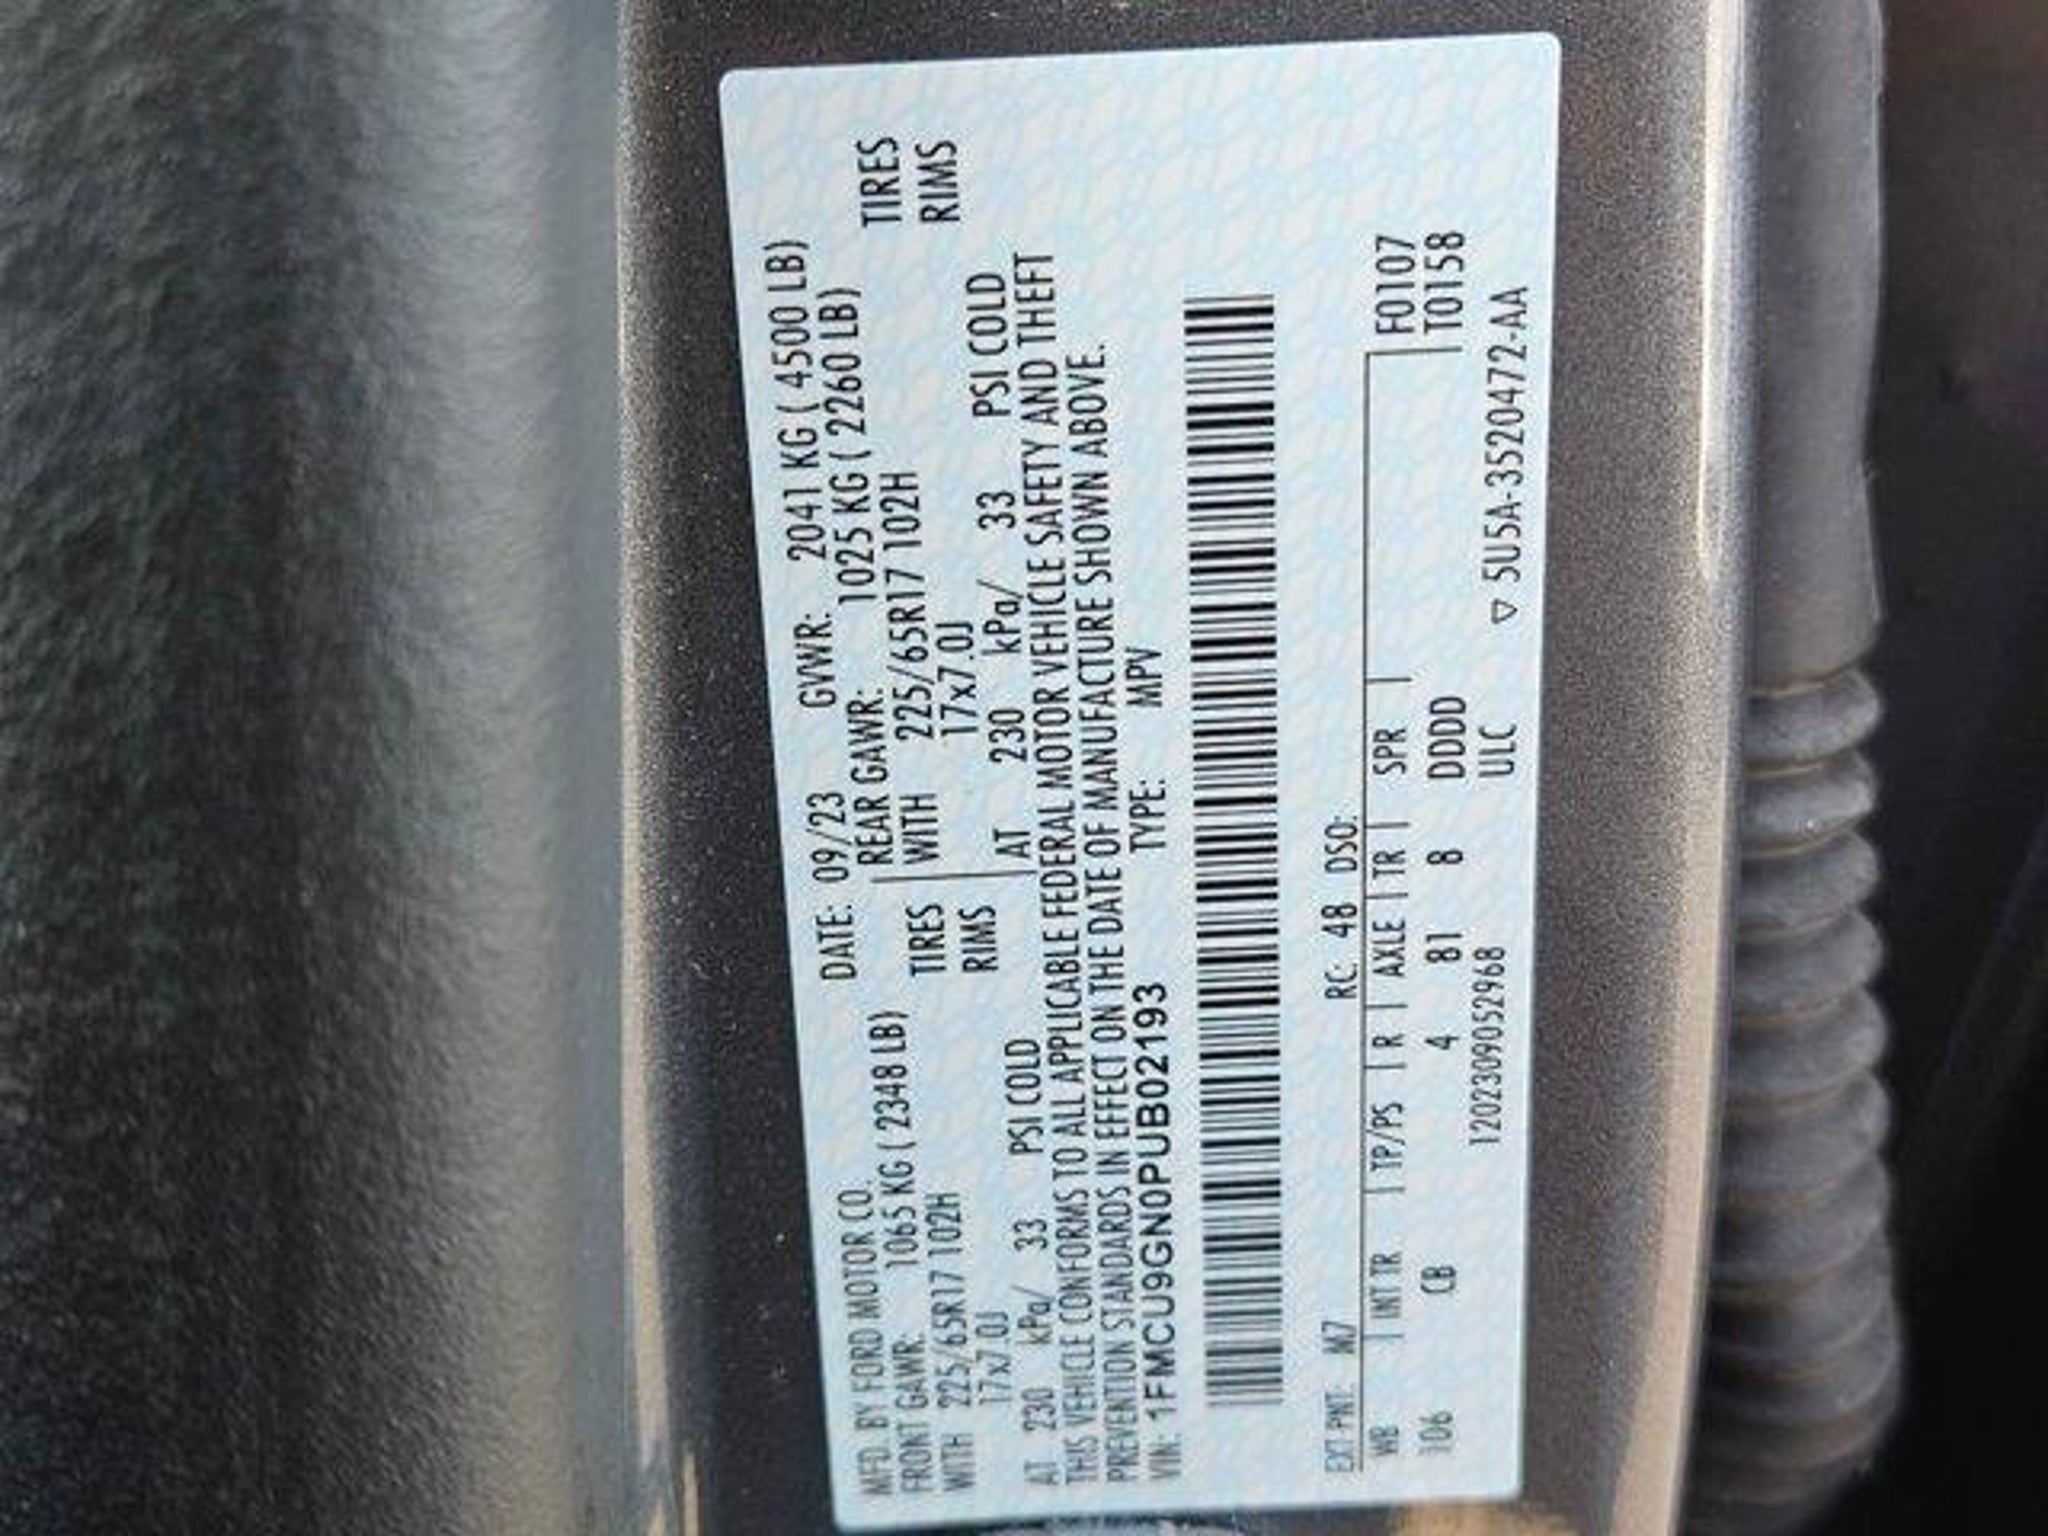 MFD. BY FORD MOTOR CO. DATE: 09/23 GVWR: 2041 KG ( 4500 LB)
FRONT GAWR: 1065 KG ( 2348 LB) REAR GAWR: 1025 KG ( 2260 LB)
WITH 225/65R17 102H TIRES WITH 225/65R17 102H TIRES
17x7.0J RIMS 17x7.0J RIMS
AT 230 kPa/ 33 PSI COLD AT 230 kPa/ 33 PSI COLD
THIS VEHICLE CONFORMS TO ALL APPLICABLE FEDERAL MOTOR VEHICLE SAFETY AND THEFT
PREVENTION STANDARDS IN EFFECT ON THE DATE OF MANUFACTURE SHOWN ABOVE.
VIN: 1FMCU9GN0PUB02193 TYPE: MPV
EXT PNT: M7 RC: 48 DSO:
WB INT TR TP/PS R AXLE TR SPR F0107
106 CB 4 81 8 DDDD T0158
1202309052968 ULC
▽ 5U5A-3520472-AA